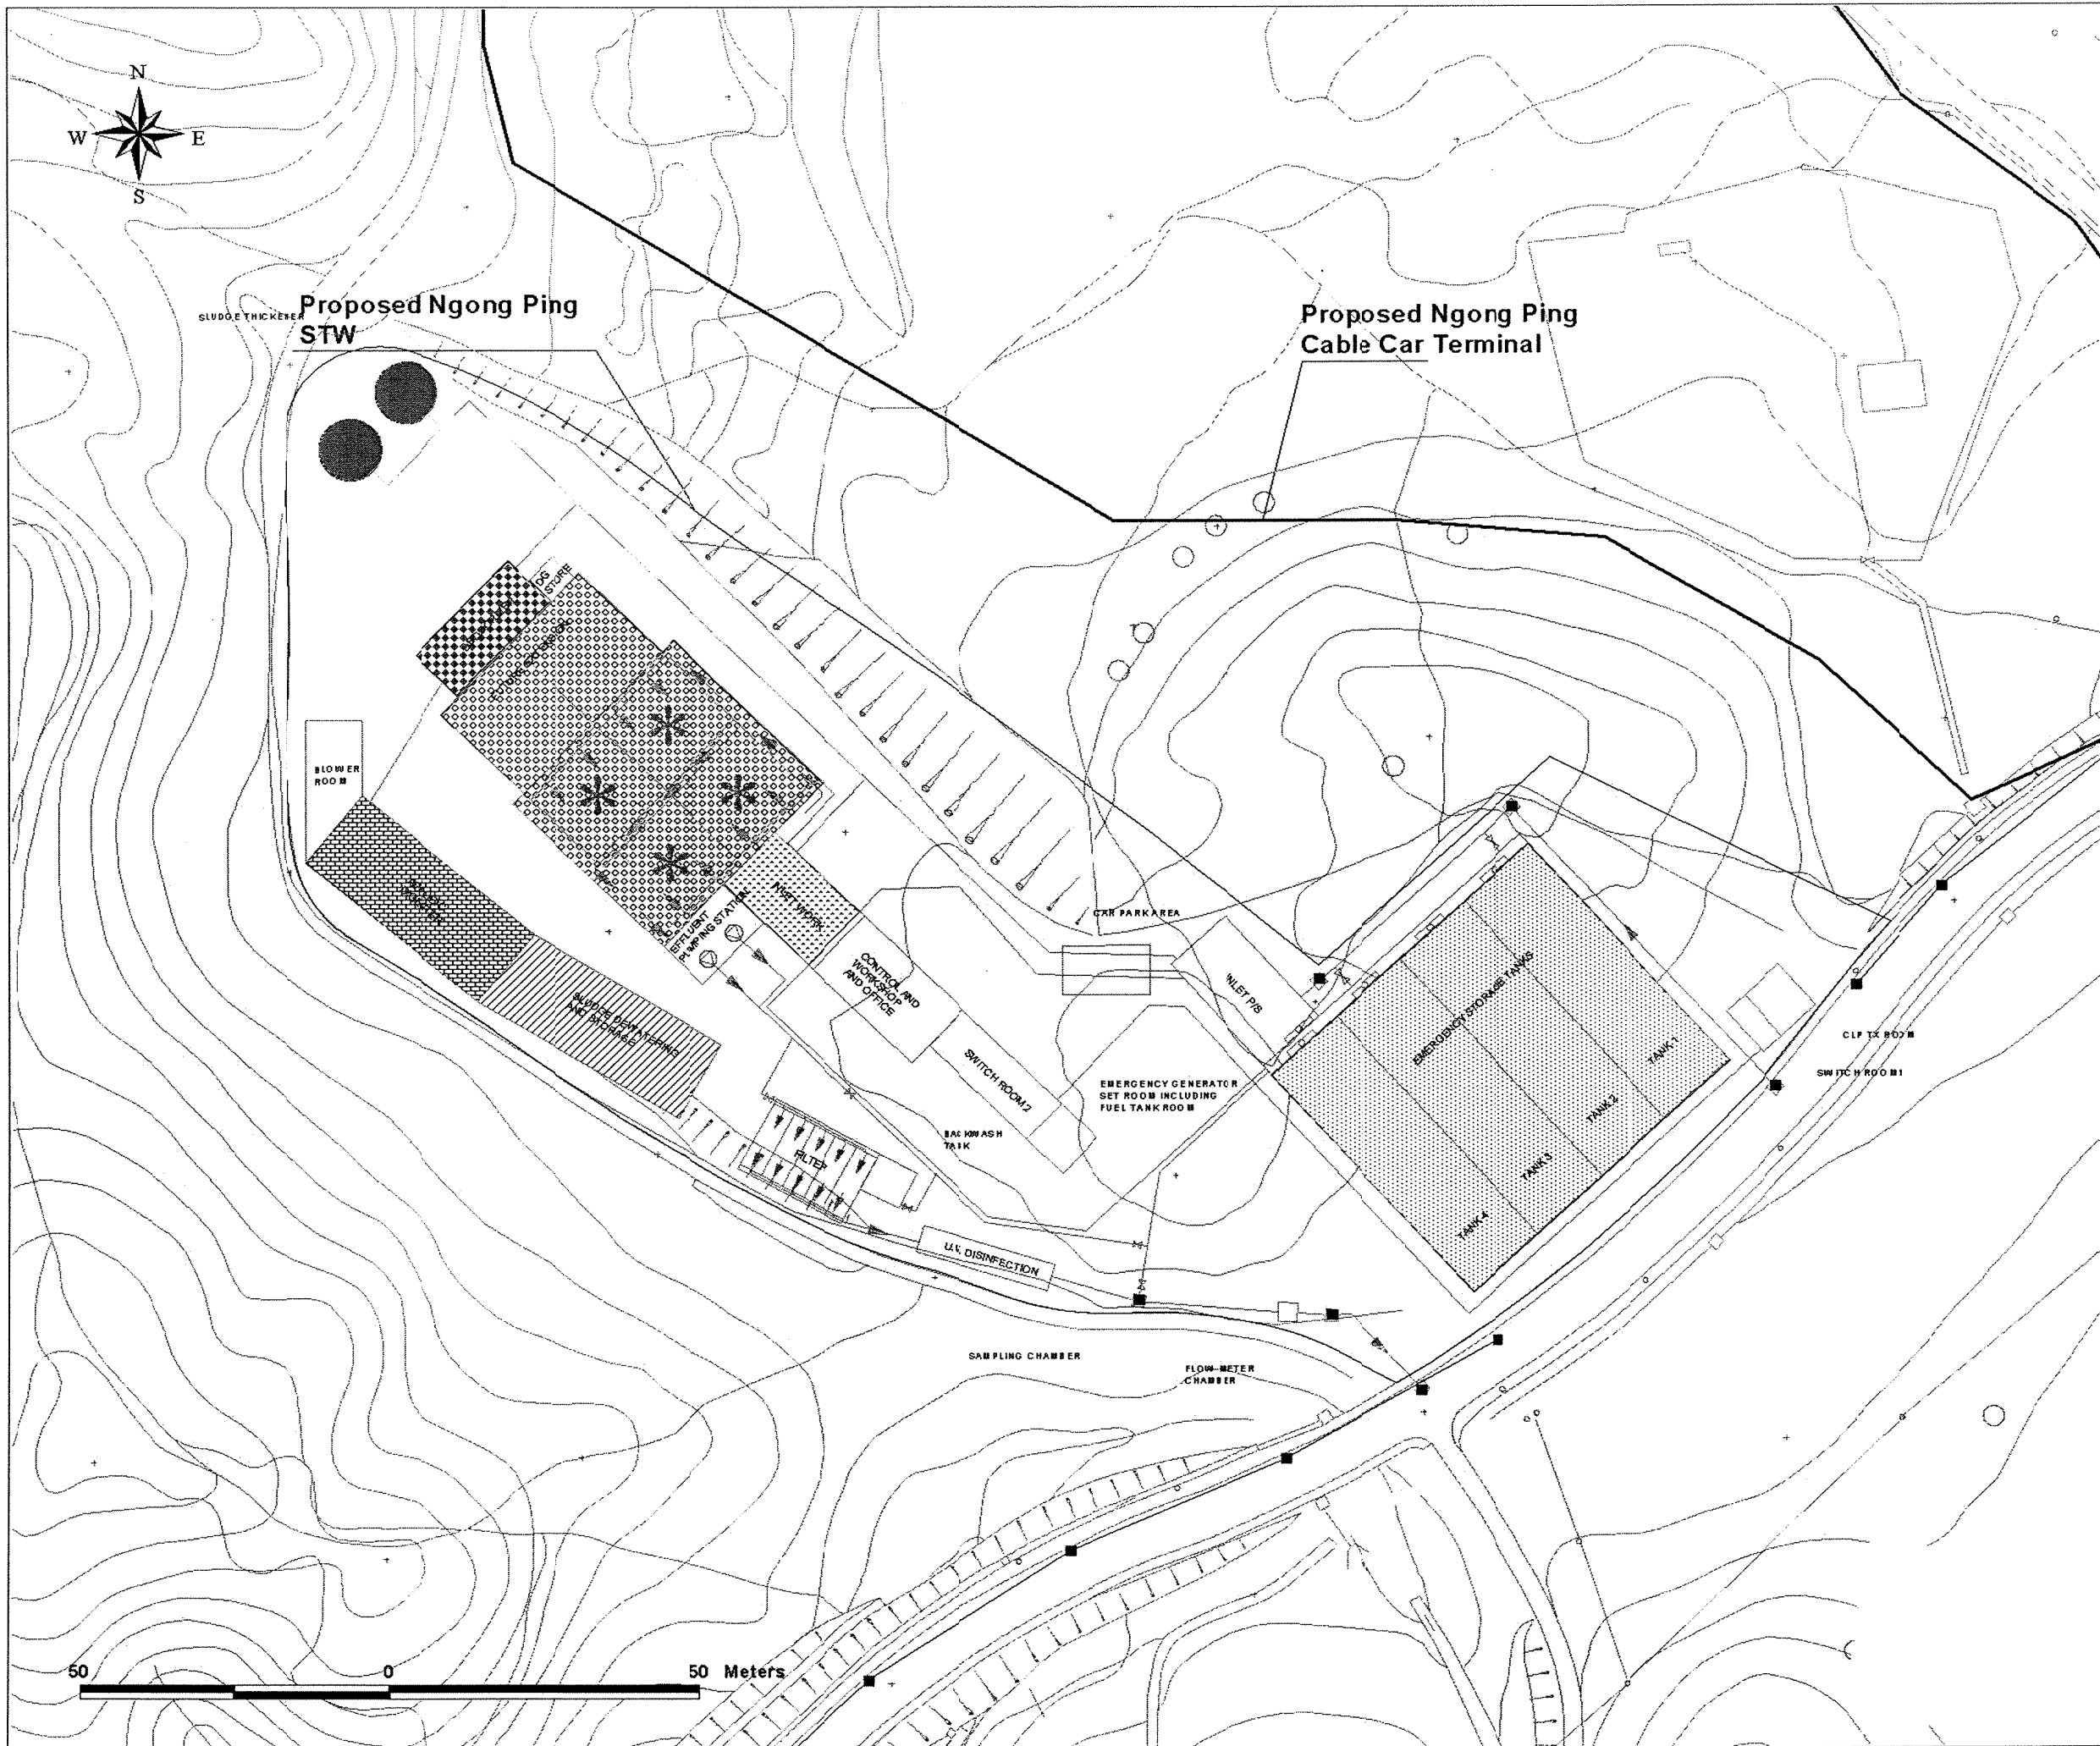 N
W
E
S
SLUDGE THICKENER
Proposed Ngong Ping
STW
Proposed Ngong Ping
Cable Car Terminal
DG
STORE
BLOWER
ROOM
EFFLUENT
PUMPING STATION
INLET WORK
CONTROL AND
WORKSHOP
AND OFFICE
CAR PARK AREA
INLET P/S
EMERGENCY STORAGE TANKS
TANK 1
TANK 2
TANK 3
TANK 4
SLUDGE DEWATERING
AND STORAGE
SWITCH ROOM 2
EMERGENCY GENERATOR
SET ROOM INCLUDING
FUEL TANK ROOM
BACKWASH
TANK
FILTER
U.V. DISINFECTION
CLP TX ROOM
SWITCH ROOM 1
SAMPLING CHAMBER
FLOW METER
CHAMBER
50 0 50 Meters